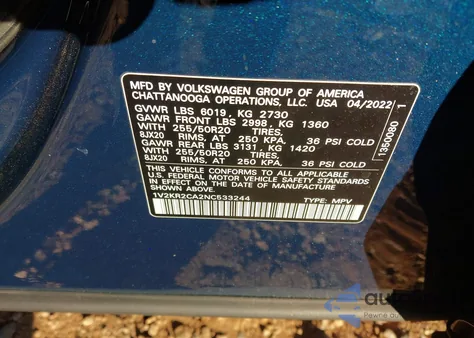 MFD BY VOLKSWAGEN GROUP OF AMERICA
CHATTANOOGA OPERATIONS, LLC. USA 04/2022
GVWR LBS 6019, KG 2730
GAWR FRONT LBS 2998, KG 1360
WITH 255/50R20 TIRES,
8JX20 RIMS, AT 250 KPA. 36 PSI COLD
GAWR REAR LBS 3131, KG 1420
WITH 255/50R20 TIRES,
8JX20 RIMS, AT 250 KPA. 36 PSI COLD
THIS VEHICLE CONFORMS TO ALL APPLICABLE
U.S. FEDERAL MOTOR VEHICLE SAFETY STANDARDS
IN EFFECT ON THE DATE OF MANUFACTURE
SHOWN ABOVE.
1V2KR2CA2NC533244 TYPE: MPV
1350080 1